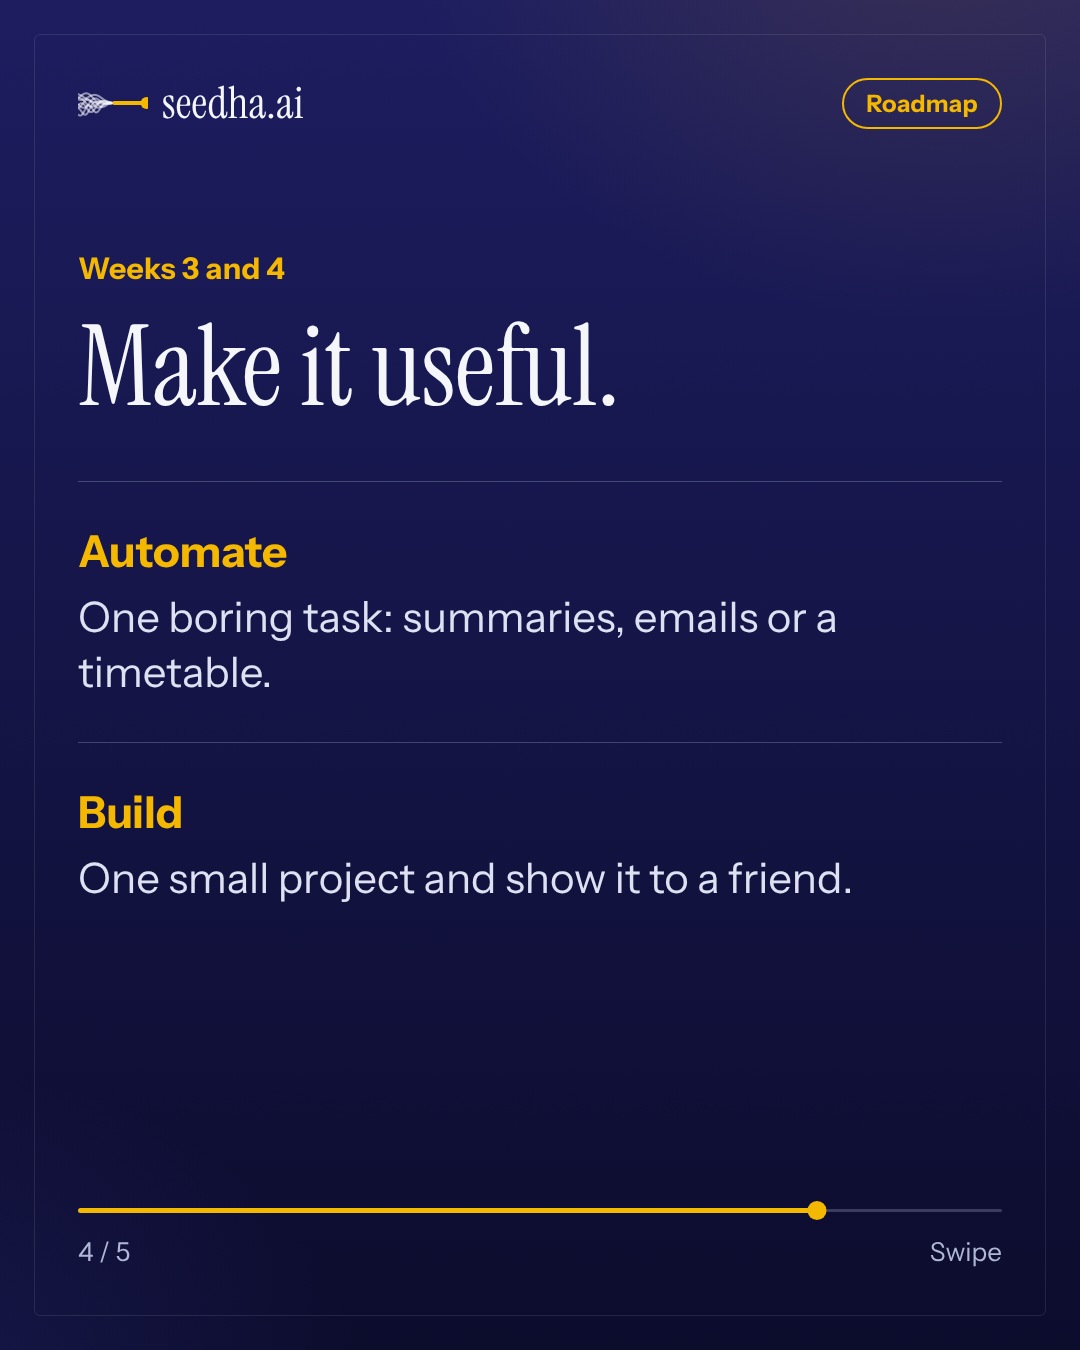 seedha.ai
Roadmap
Weeks 3 and 4
Make it useful.
Automate
One boring task: summaries, emails or a
timetable.
Build
One small project and show it to a friend.
4 / 5
Swipe